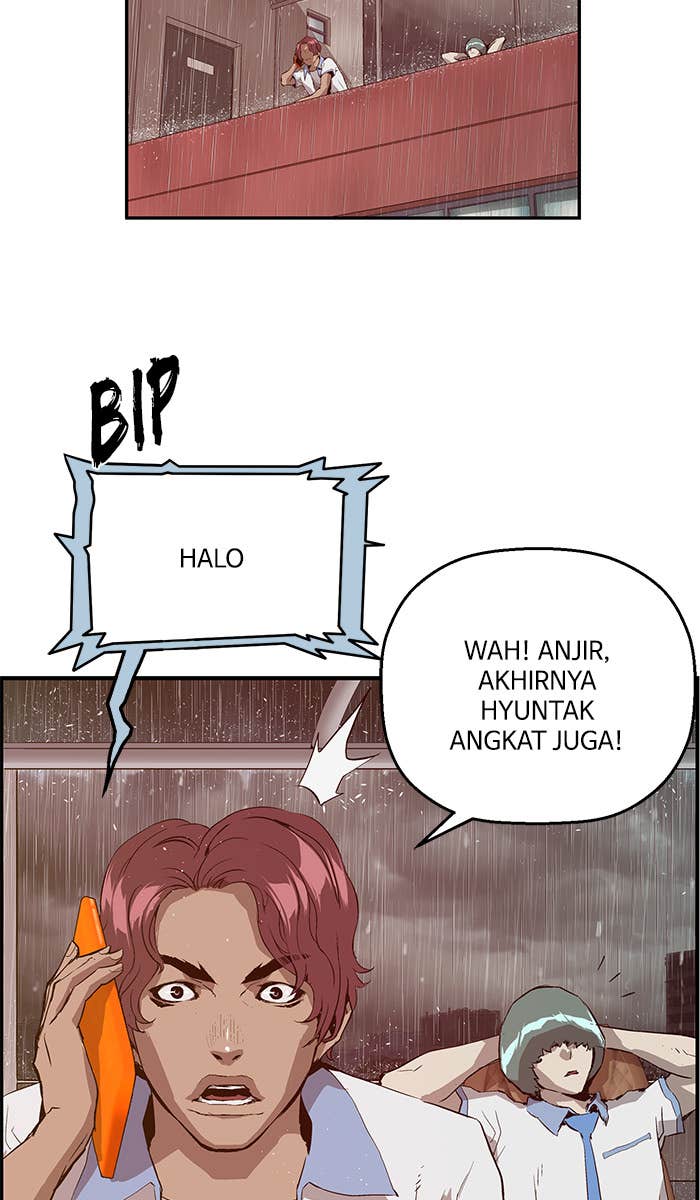 BIP
HALO
WAH! ANJIR,
AKHIRNYA
HYUNTAK
ANGKAT JUGA!